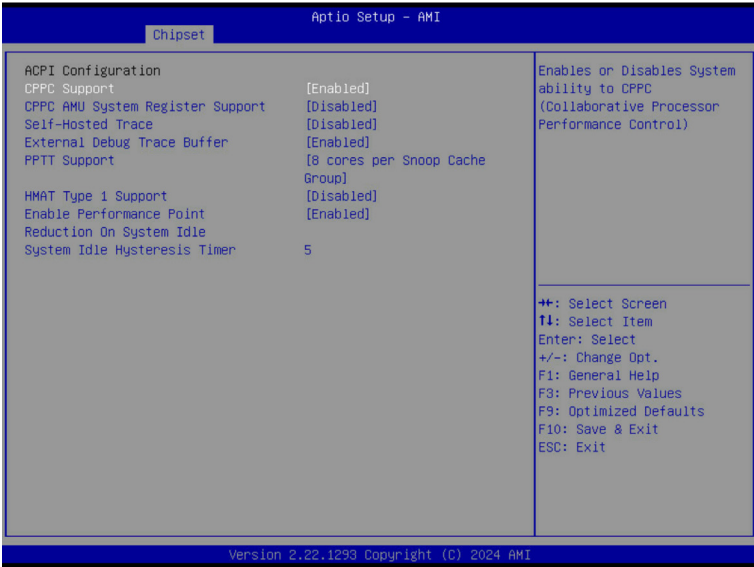 Aptio Setup – AMI
Chipset
ACPI Configuration
CPPC Support [Enabled]
CPPC AMU System Register Support [Disabled]
Self-Hosted Trace [Disabled]
External Debug Trace Buffer [Enabled]
PPTT Support [8 cores per Snoop Cache
Group]
HMAT Type 1 Support [Disabled]
Enable Performance Point [Enabled]
Reduction On System Idle
System Idle Hysteresis Timer 5
Enables or Disables System
ability to CPPC
(Collaborative Processor
Performance Control)
→←: Select Screen
↑↓: Select Item
Enter: Select
+/-: Change Opt.
F1: General Help
F3: Previous Values
F9: Optimized Defaults
F10: Save & Exit
ESC: Exit
Version 2.22.1293 Copyright (C) 2024 AMI